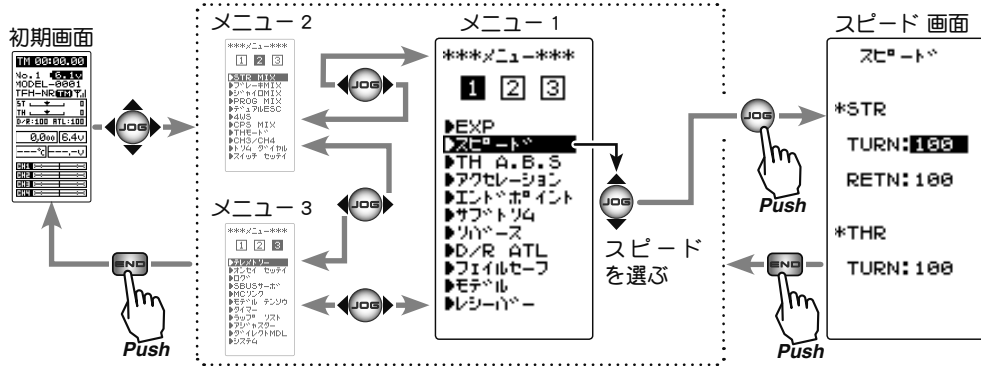 初期画面
TM 00:00.00
No.1 6.1v
MODEL-0001
TFH-NR TM
ST 0
TH 0
D/R:100 ATL:100
0.0 6.4v
---℃ --.-v
CH1
CH2
CH3
CH4
JOG
END
Push
メニュー 2
***メニュー***
1 2 3
STR MIX
ブレーキMIX
ジャイロMIX
PROG MIX
デュアルESC
4WS
CPS MIX
THモード
CH3/CH4
トリム ダイヤル
スイッチ セッテイ
メニュー 3
***メニュー***
1 2 3
テレメトリー
オンセイ セッテイ
ログ
SBUSサーボ
MCリンク
モデル テンソウ
タイマー
ラップ リスト
アジャスター
ダイレクトMDL
システム
JOG
JOG
JOG
メニュー 1
***メニュー***
1 2 3
EXP
スピード
TH A.B.S
アクセレーション
エンドポイント
サブトリム
リバース
D/R ATL
フェイルセーフ
モデル
レシーバー
JOG
スピード
を選ぶ
JOG
Push
END
Push
スピード 画面
スピード
*STR
TURN:100
RETN:100
*THR
TURN:100